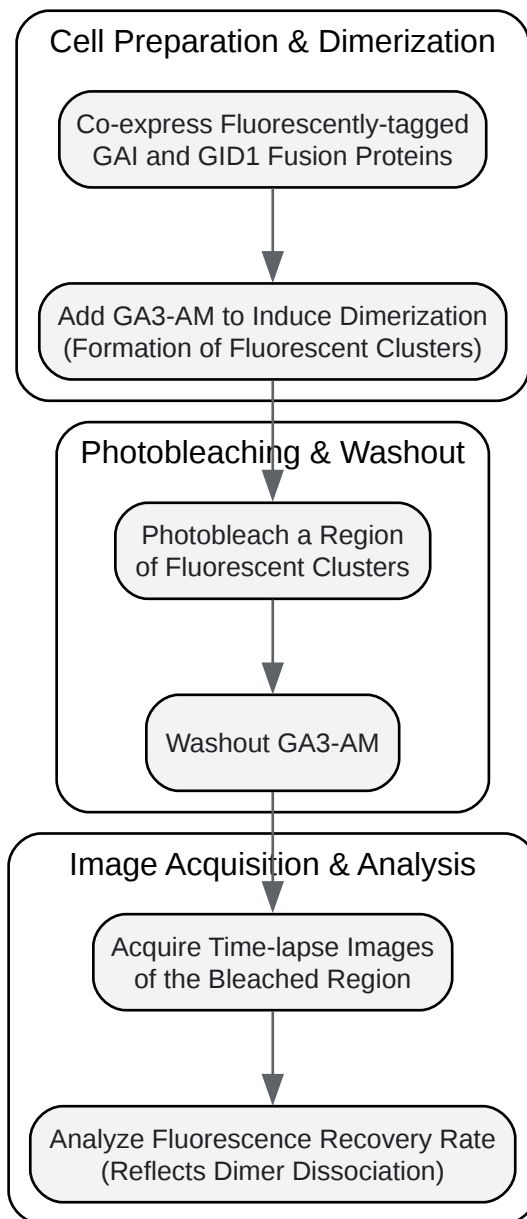 Cell Preparation & Dimerization
Co-express Fluorescently-tagged
GAI and GID1 Fusion Proteins
Add GA3-AM to Induce Dimerization
(Formation of Fluorescent Clusters)
Photobleaching & Washout
Photobleach a Region
of Fluorescent Clusters
Washout GA3-AM
Image Acquisition & Analysis
Acquire Time-lapse Images
of the Bleached Region
Analyze Fluorescence Recovery Rate
(Reflects Dimer Dissociation)